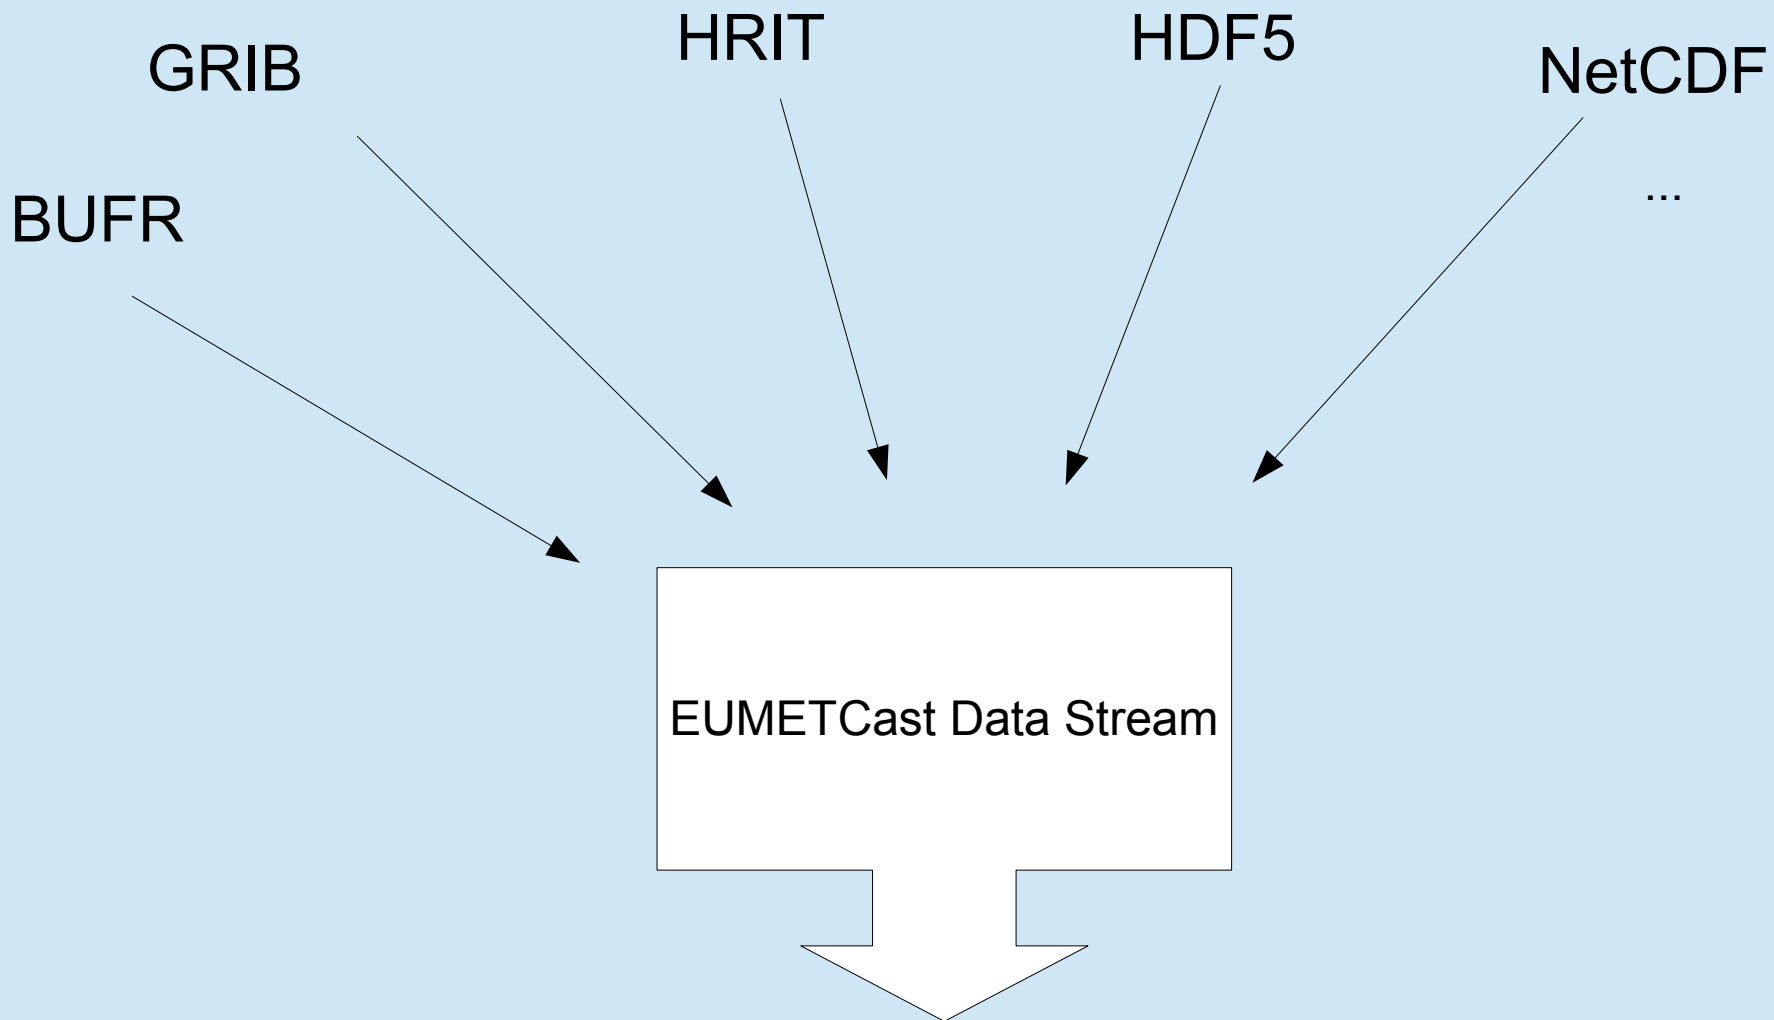 GRIB
HRIT
HDF5
NetCDF
...
BUFR
EUMETCast Data Stream